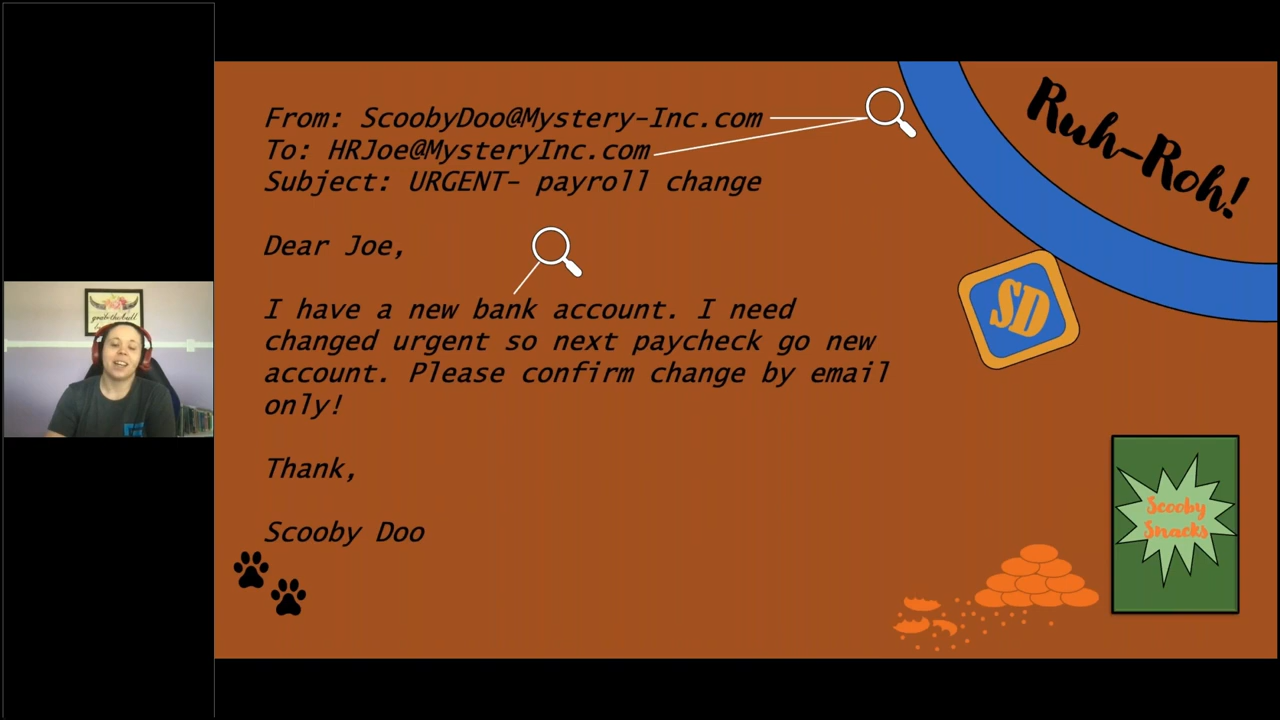 From: ScoobyDoo@Mystery-Inc.com
To: HRJoe@MysteryInc.com
Subject: URGENT- payroll change
Dear Joe,
I have a new bank account. I need
changed urgent so next paycheck go new
account. Please confirm change by email
only!
Thank,
Scooby Doo
Ruh-Roh!
SD
Scooby
Snacks